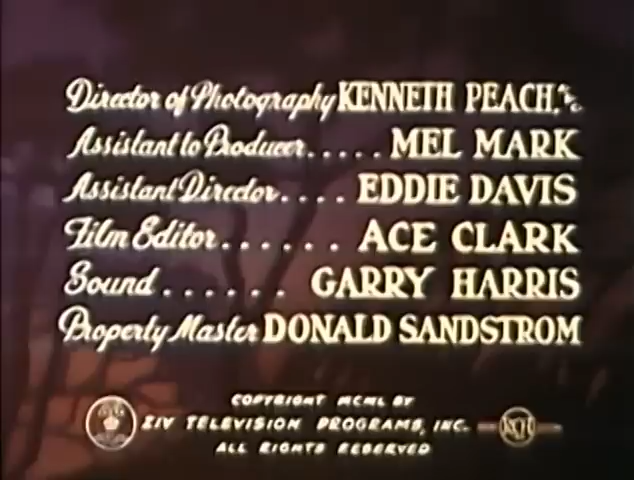 Director of Photography KENNETH PEACH, A.S.C.
Assistant to Producer..... MEL MARK
Assistant Director.... EDDIE DAVIS
Film Editor...... ACE CLARK
Sound...... GARRY HARRIS
Property Master DONALD SANDSTROM
COPYRIGHT MCML BY
ZIV TELEVISION PROGRAMS, INC.
RCA
ALL RIGHTS RESERVED